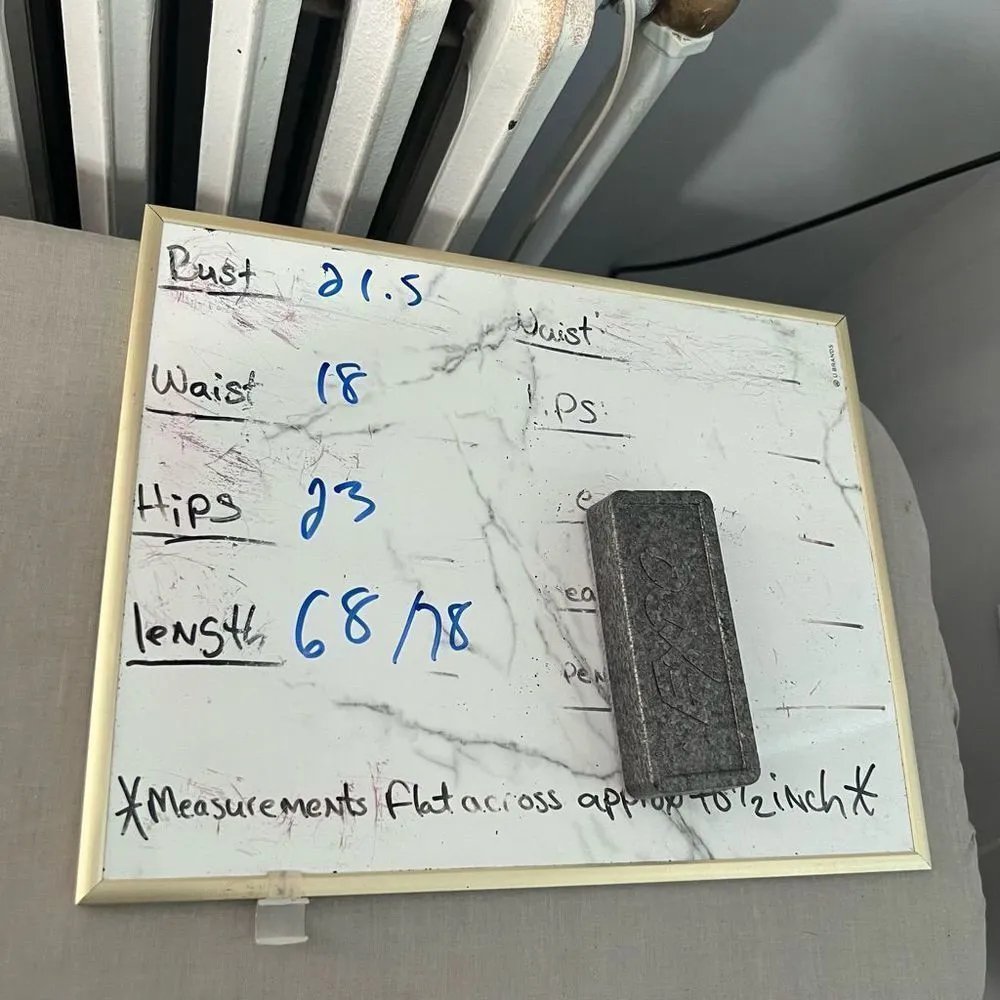 Bust 21.5
Waist 18
Hips 23
length 68/78
Waist:
ⓤ U BRANDS
*Measurements flat across approx to 1/2 inch*